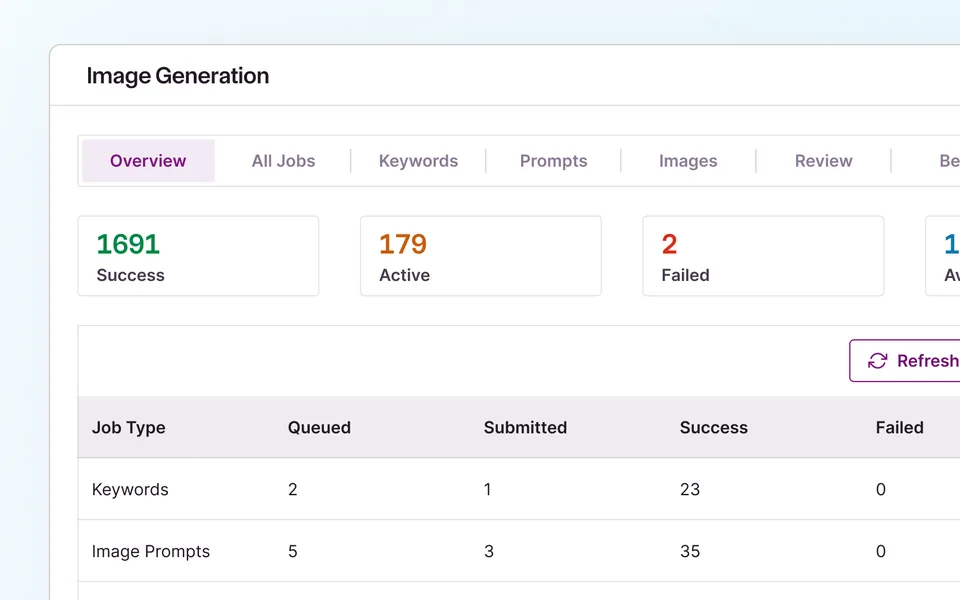 Image Generation
Overview All Jobs Keywords Prompts Images Review
1691 179 2
Success Active Failed
Refresh
Job Type Queued Submitted Success Failed
Keywords 2 1 23 0
Image Prompts 5 3 35 0